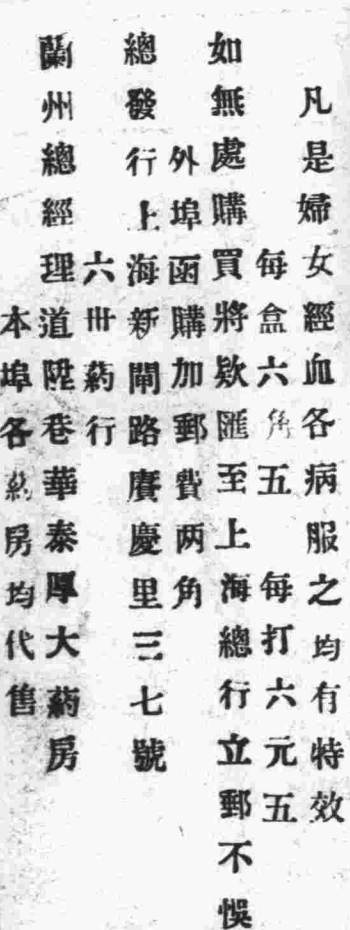 凡是婦女經血各病服之均有特效
每盒六角五 每打六元五
如無處購買將欵匯至上海總行立郵不悞
外埠函購加郵費两角
總發行上海新閘路賡慶里三七號
六卅葯行
蘭州總經理道陞巷華泰厚大葯房
本埠各葯房均代售